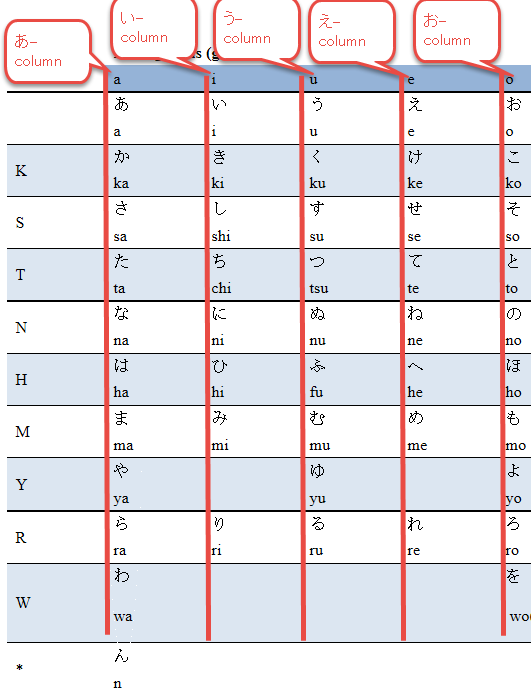 あ–
column
い–
column
う–
column
え–
column
お–
column
s (g
a i u e o
あ い う え お
a i u e o
K
か き く け こ
ka ki ku ke ko
S
さ し す せ そ
sa shi su se so
T
た ち つ て と
ta chi tsu te to
N
な に ぬ ね の
na ni nu ne no
H
は ひ ふ へ ほ
ha hi fu he ho
M
ま み む め も
ma mi mu me mo
Y
や ゆ よ
ya yu yo
R
ら り る れ ろ
ra ri ru re ro
W
わ を
wa wo
*
ん
n